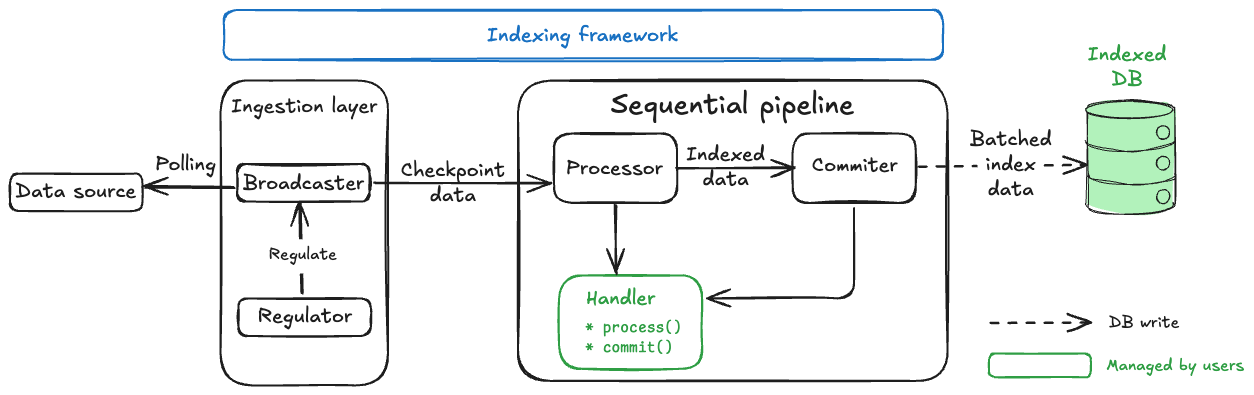 Indexing framework
Indexed
DB
Ingestion layer
Sequential pipeline
Data source
Polling
Broadcaster
Regulate
Regulator
Checkpoint
data
Processor
Indexed
data
Commiter
Batched
index
data
Handler
* process()
* commit()
DB write
Managed by users